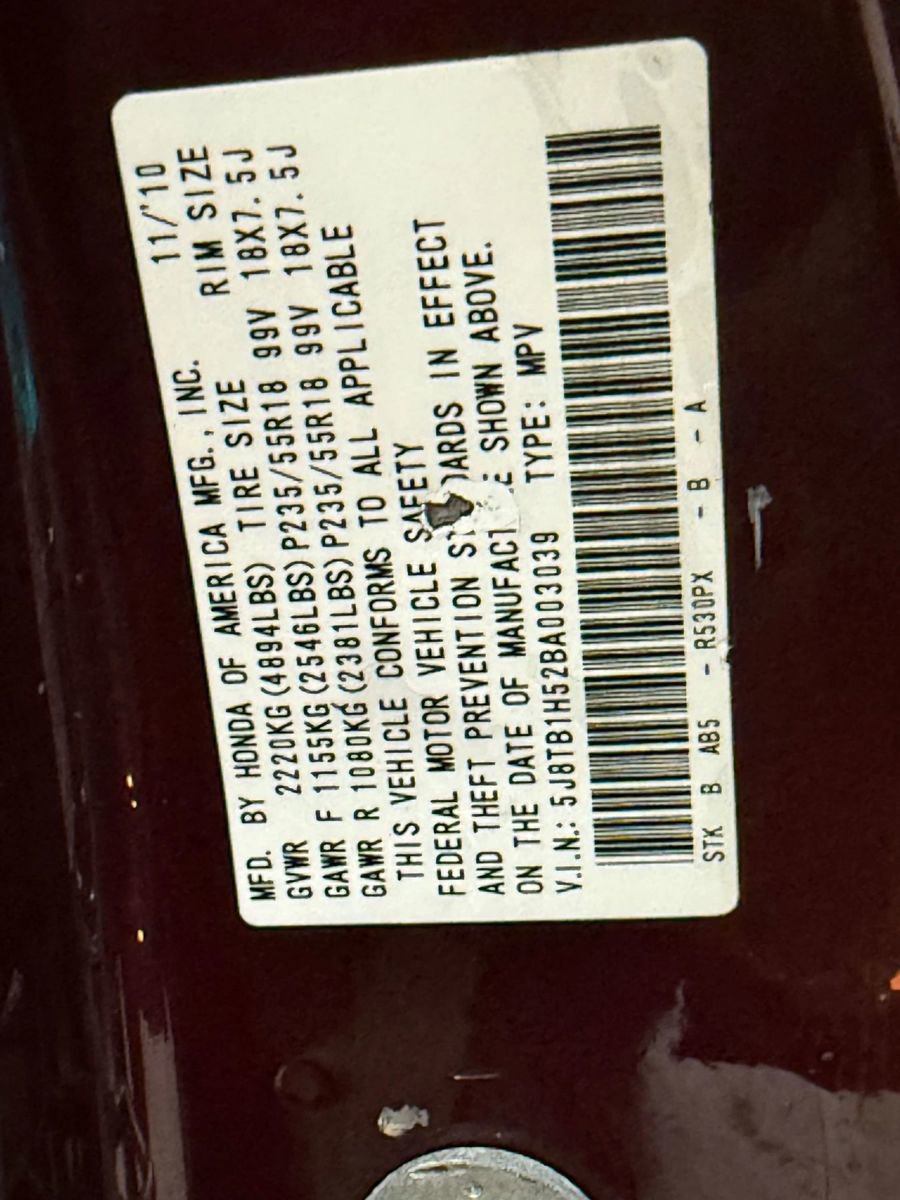 MFD. BY HONDA OF AMERICA MFG., INC. 11/'10
GVWR 2220KG(4894LBS) TIRE SIZE RIM SIZE
GAWR F 1155KG(2546LBS)P235/55R18 99V 18X7.5J
GAWR R 1080KG(2381LBS)P235/55R18 99V 18X7.5J
THIS VEHICLE CONFORMS TO ALL APPLICABLE
FEDERAL MOTOR VEHICLE SAFETY
AND THEFT PREVENTION IN EFFECT
ON THE DATE OF SHOWN ABOVE.
V.I.N.: 5J8TB1H52BA003039 TYPE: MPV
STK B AB5 - R530PX - B - A